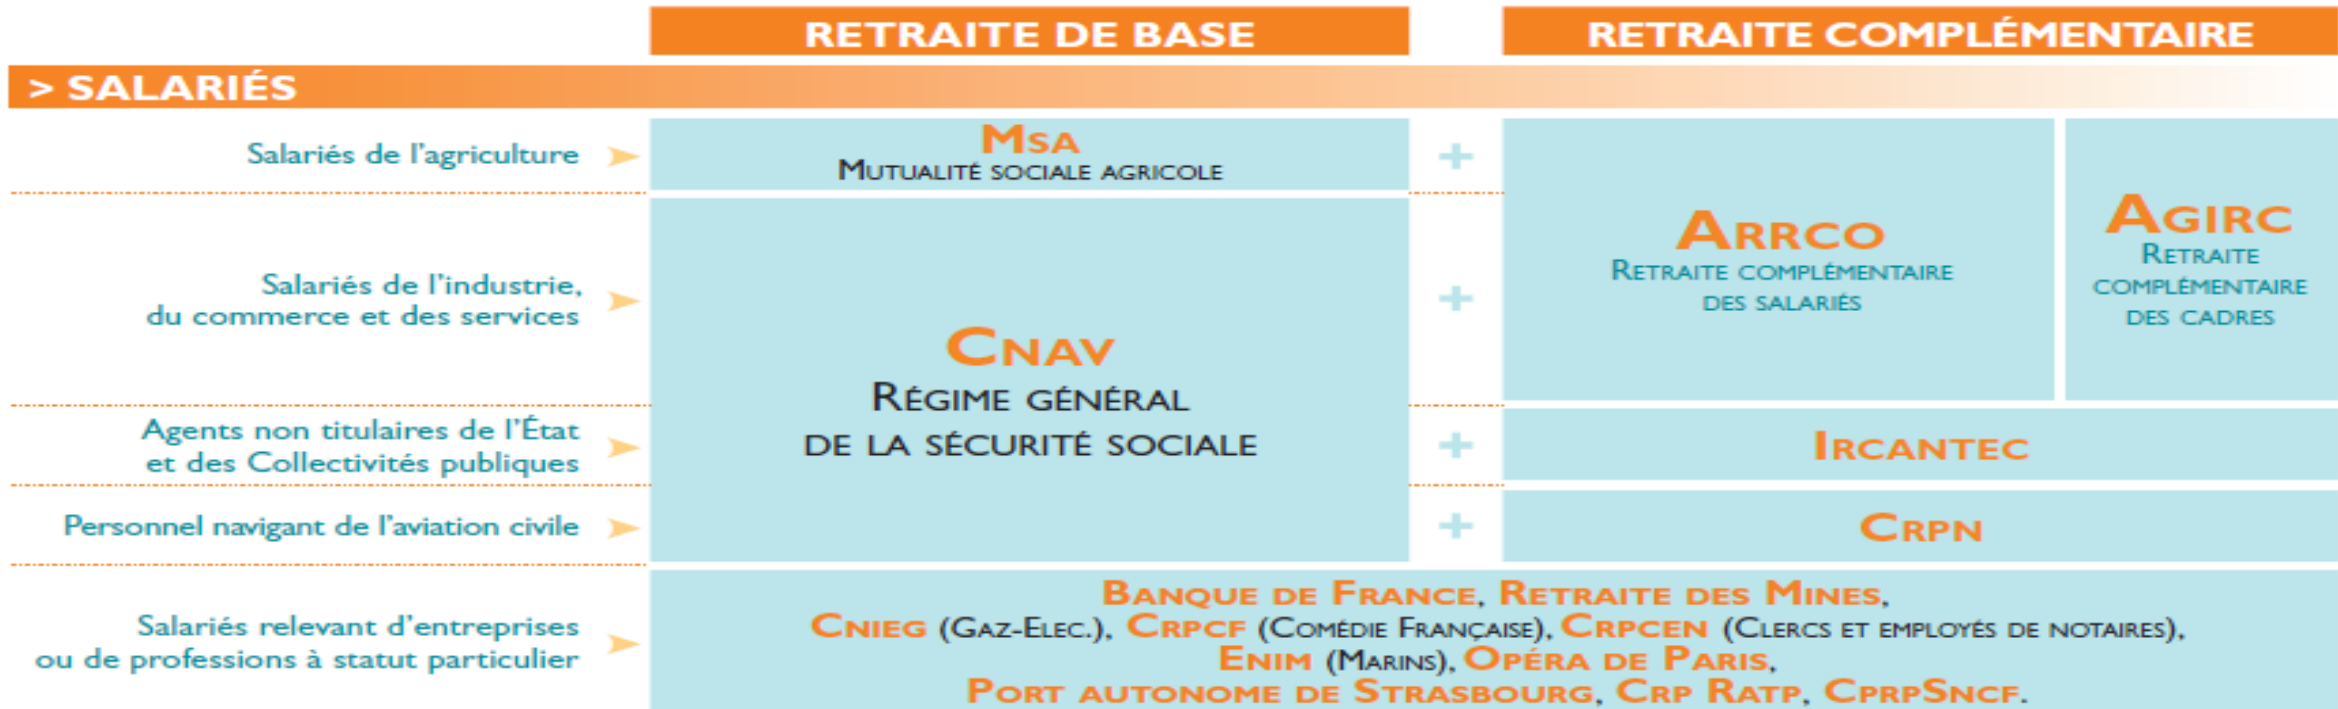 RETRAITE DE BASE
RETRAITE COMPLÉMENTAIRE
> SALARIÉS
Salariés de l'agriculture
MSA
MUTUALITÉ SOCIALE AGRICOLE
+
Salariés de l'industrie,
du commerce et des services
CNAV
RÉGIME GÉNÉRAL
DE LA SÉCURITÉ SOCIALE
+
ARRCO
RETRAITE COMPLÉMENTAIRE
DES SALARIÉS
AGIRC
RETRAITE
COMPLÉMENTAIRE
DES CADRES
Agents non titulaires de l'État
et des Collectivités publiques
+
IRCANTEC
Personnel navigant de l'aviation civile
+
CRPN
Salariés relevant d'entreprises
ou de professions à statut particulier
BANQUE DE FRANCE, RETRAITE DES MINES,
CNIEG (GAZ-ELEC.), CRPCF (COMÉDIE FRANÇAISE), CRPCEN (CLERCS ET EMPLOYÉS DE NOTAIRES),
ENIM (MARINS), OPÉRA DE PARIS,
PORT AUTONOME DE STRASBOURG, CRP RATP, CPRPSNCF.